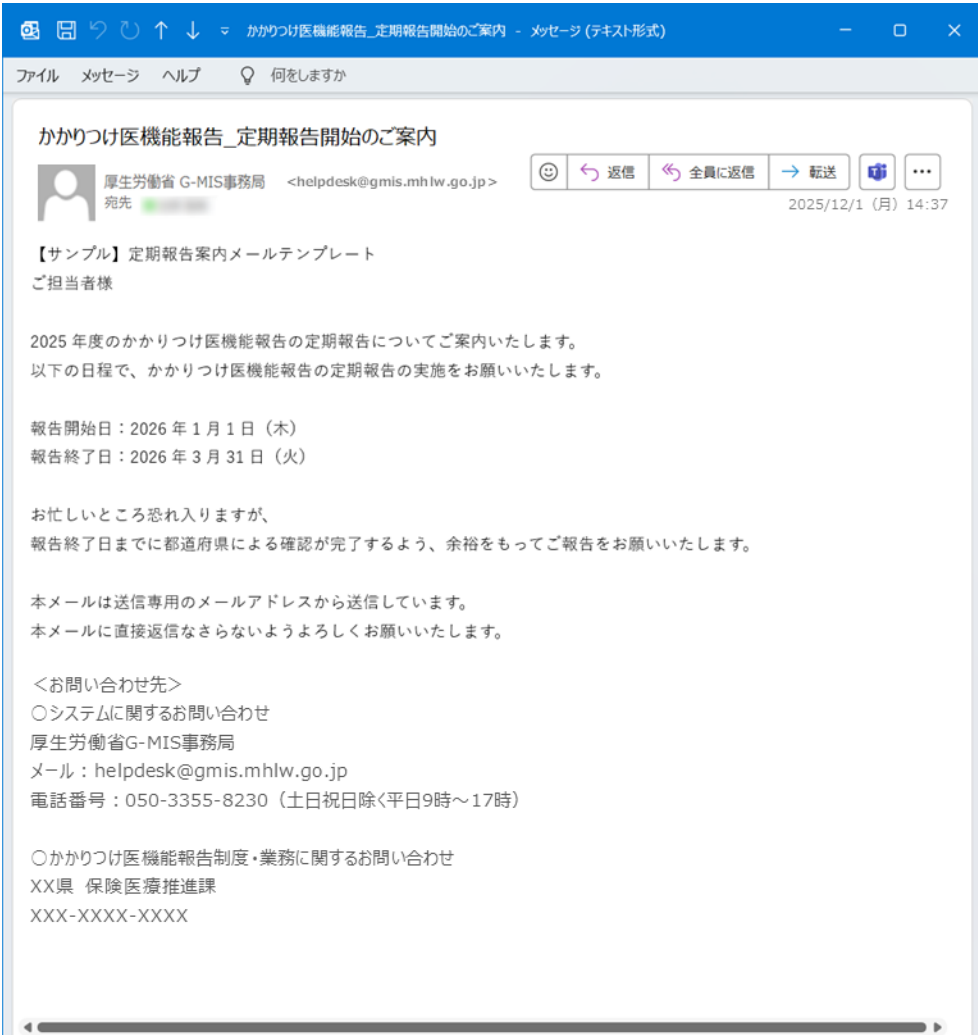 かかりつけ医機能報告_定期報告開始のご案内 - メッセージ (テキスト形式)
ファイル メッセージ ヘルプ 何をしますか
かかりつけ医機能報告_定期報告開始のご案内
厚生労働省 G-MIS事務局 <helpdesk@gmis.mhlw.go.jp>
返信 全員に返信 転送
宛先
2025/12/1 (月) 14:37
【サンプル】定期報告案内メールテンプレート
ご担当者様
2025 年度のかかりつけ医機能報告の定期報告についてご案内いたします。
以下の日程で、かかりつけ医機能報告の定期報告の実施をお願いいたします。
報告開始日：2026 年 1 月 1 日（木）
報告終了日：2026 年 3 月 31 日（火）
お忙しいところ恐れ入りますが、
報告終了日までに都道府県による確認が完了するよう、余裕をもってご報告をお願いいたします。
本メールは送信専用のメールアドレスから送信しています。
本メールに直接返信なさらないようよろしくお願いいたします。
＜お問い合わせ先＞
○システムに関するお問い合わせ
厚生労働省G-MIS事務局
メール：helpdesk@gmis.mhlw.go.jp
電話番号：050-3355-8230（土日祝日除く平日9時～17時）
○かかりつけ医機能報告制度・業務に関するお問い合わせ
XX県 保険医療推進課
XXX-XXXX-XXXX